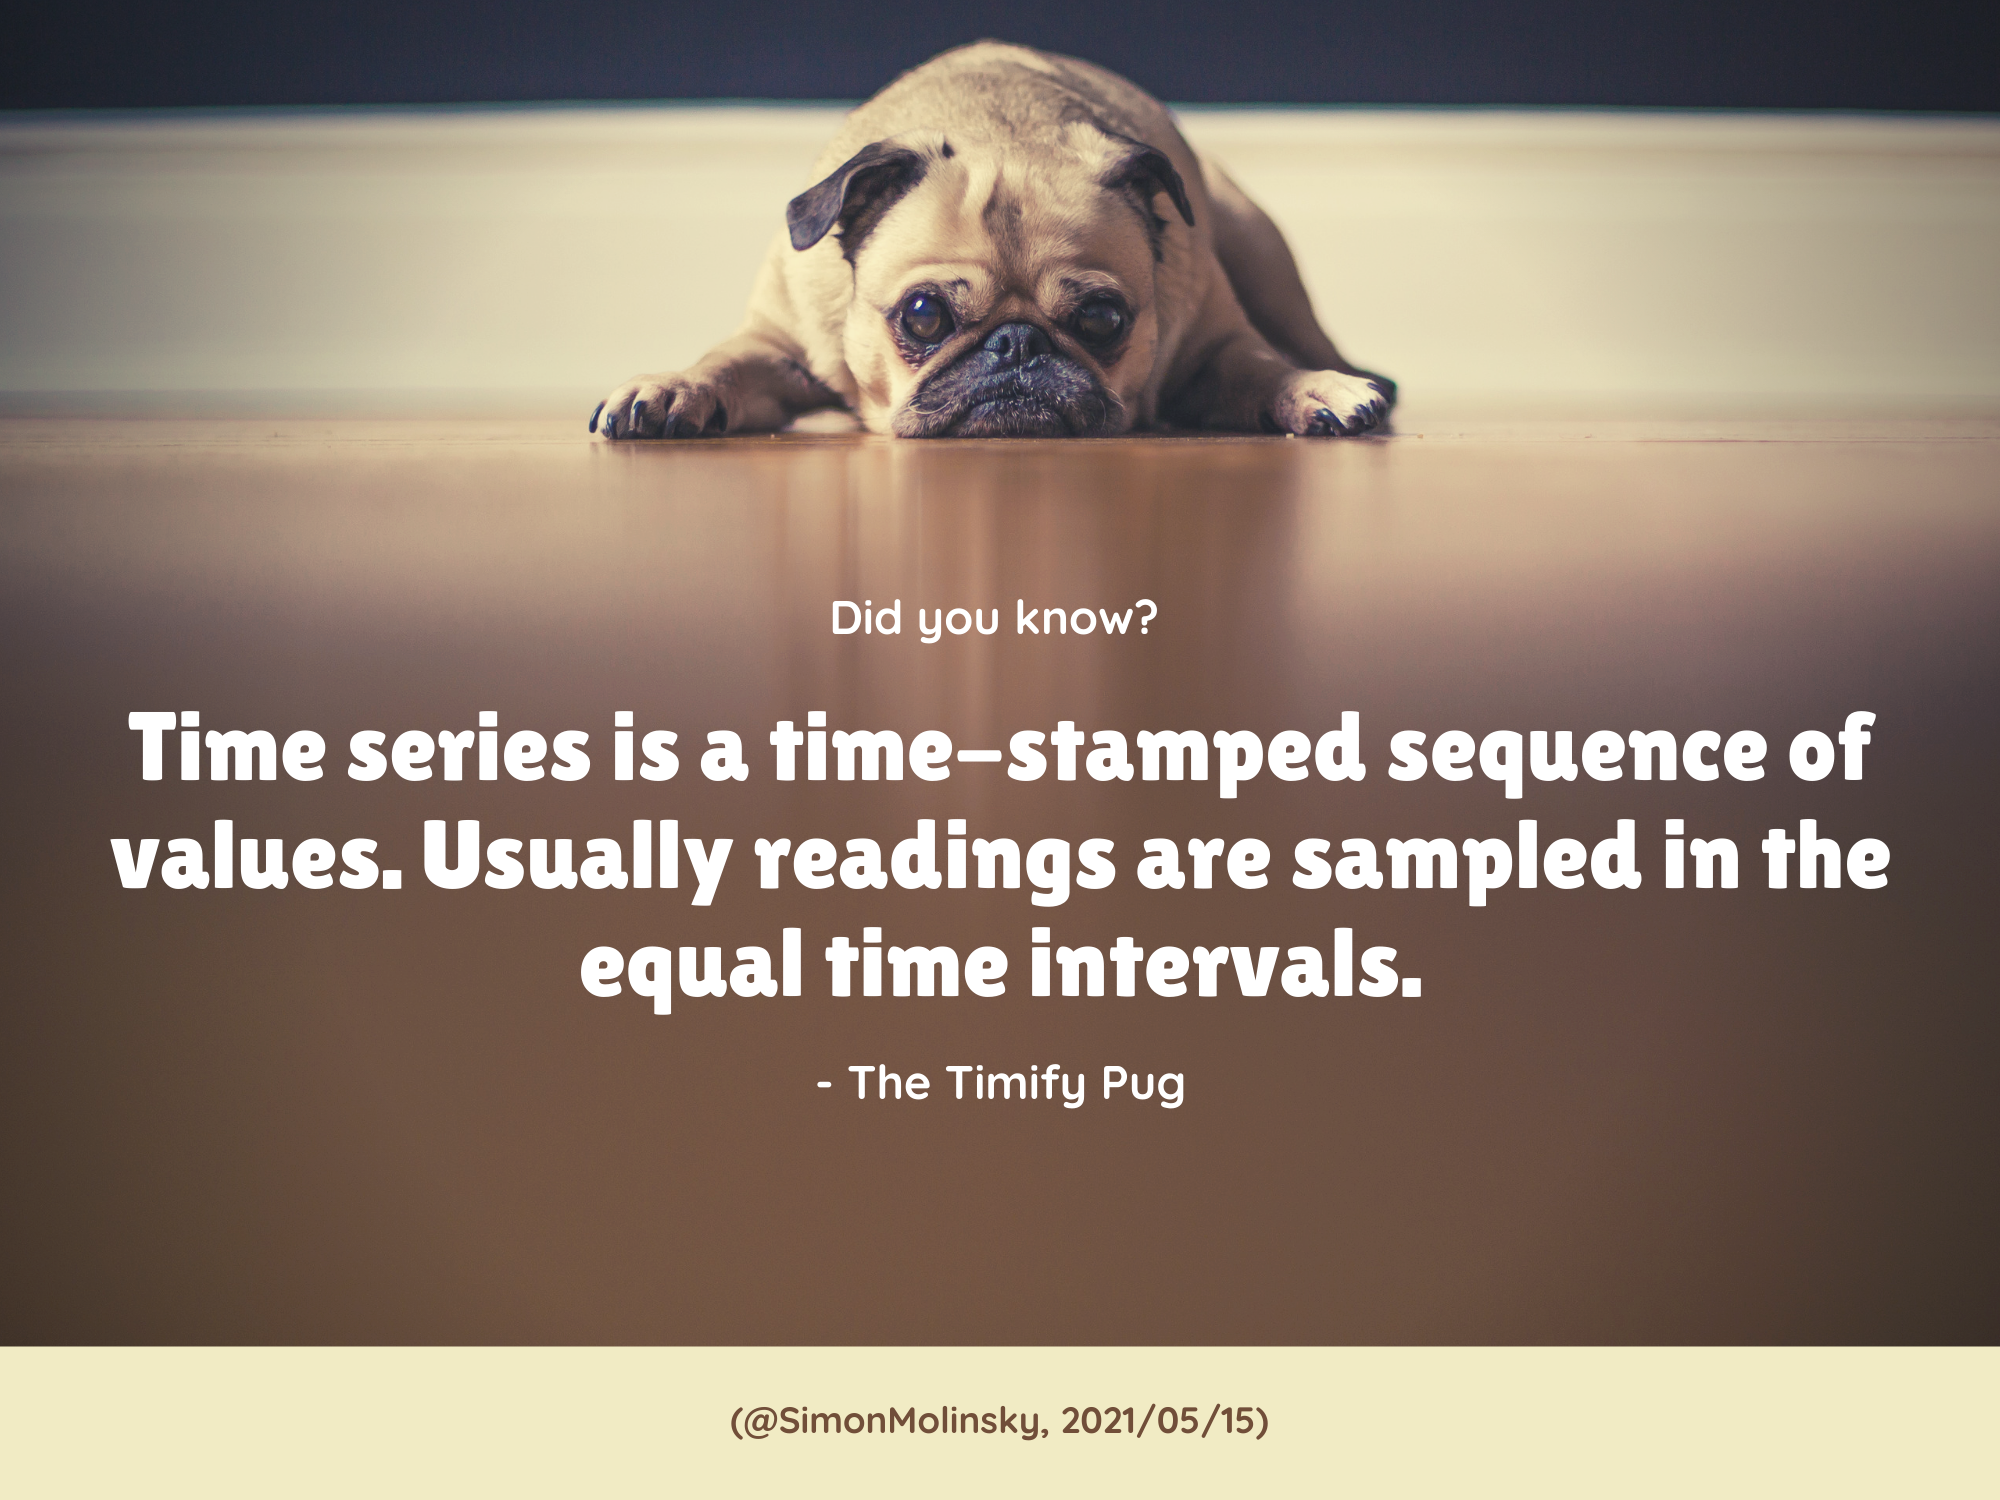 Did you know?
Time series is a time-stamped sequence of
values. Usually readings are sampled in the
equal time intervals.
- The Timify Pug
(@SimonMolinsky, 2021/05/15)